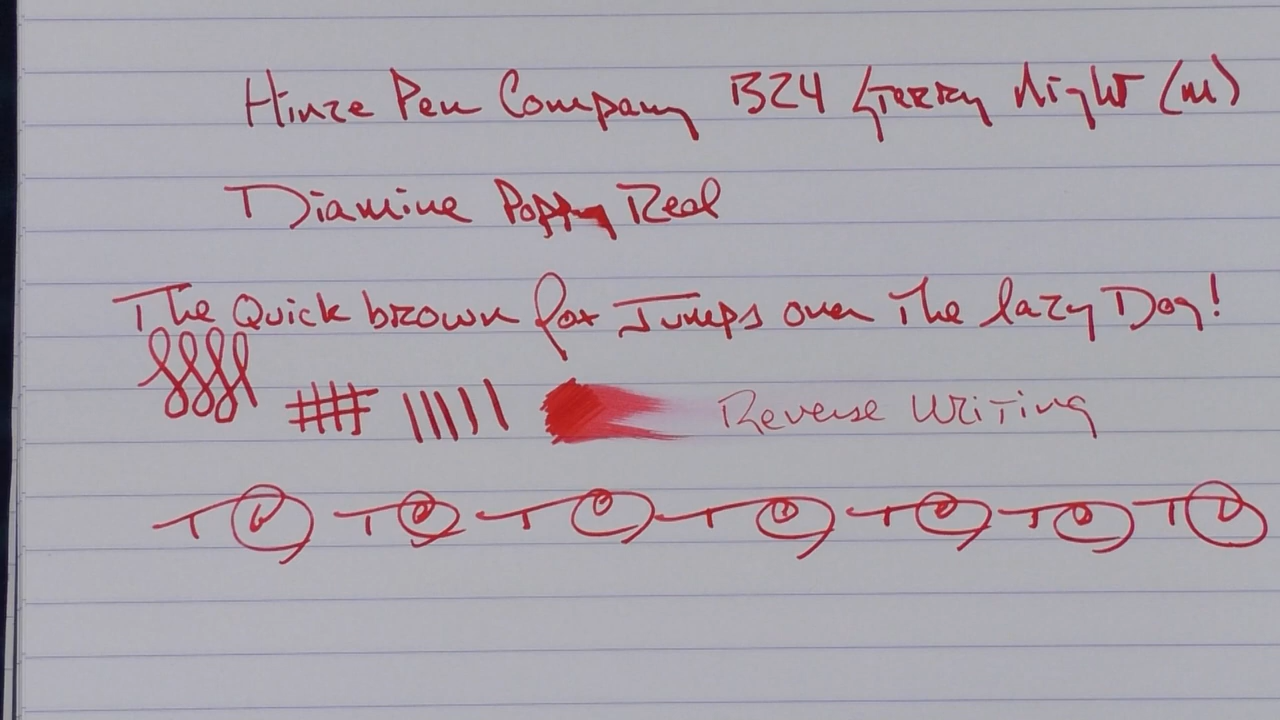 Hinze Pen Company B24 Starry Night (M)
Diamine Poppy Red
The Quick brown fox Jumps over The lazy Dog!
Reverse Writing